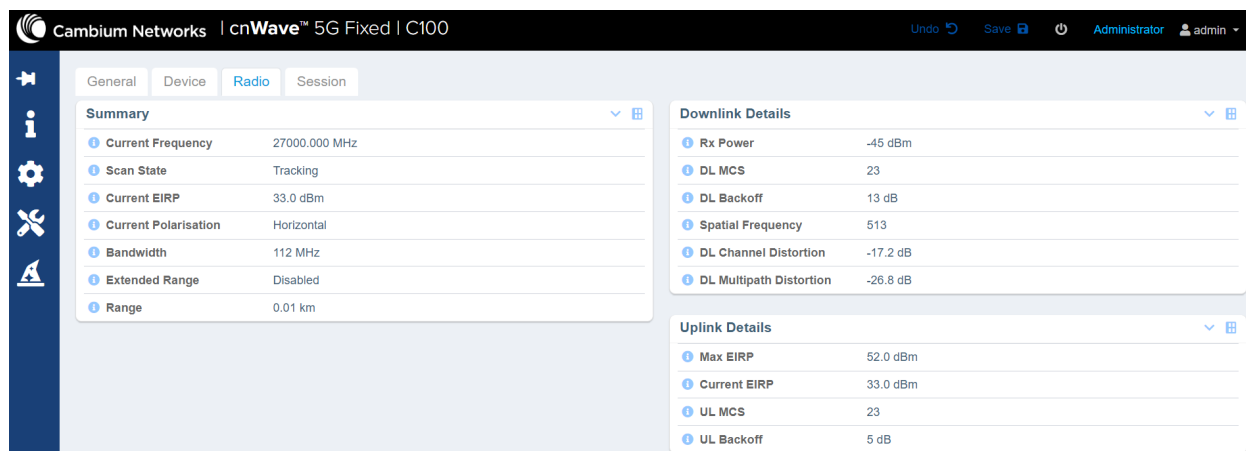 Cambium Networks | cnWave™ 5G Fixed | C100
Undo Save Administrator admin
General Device Radio Session
Summary
Current Frequency 27000.000 MHz
Scan State Tracking
Current EIRP 33.0 dBm
Current Polarisation Horizontal
Bandwidth 112 MHz
Extended Range Disabled
Range 0.01 km
Downlink Details
Rx Power -45 dBm
DL MCS 23
DL Backoff 13 dB
Spatial Frequency 513
DL Channel Distortion -17.2 dB
DL Multipath Distortion -26.8 dB
Uplink Details
Max EIRP 52.0 dBm
Current EIRP 33.0 dBm
UL MCS 23
UL Backoff 5 dB